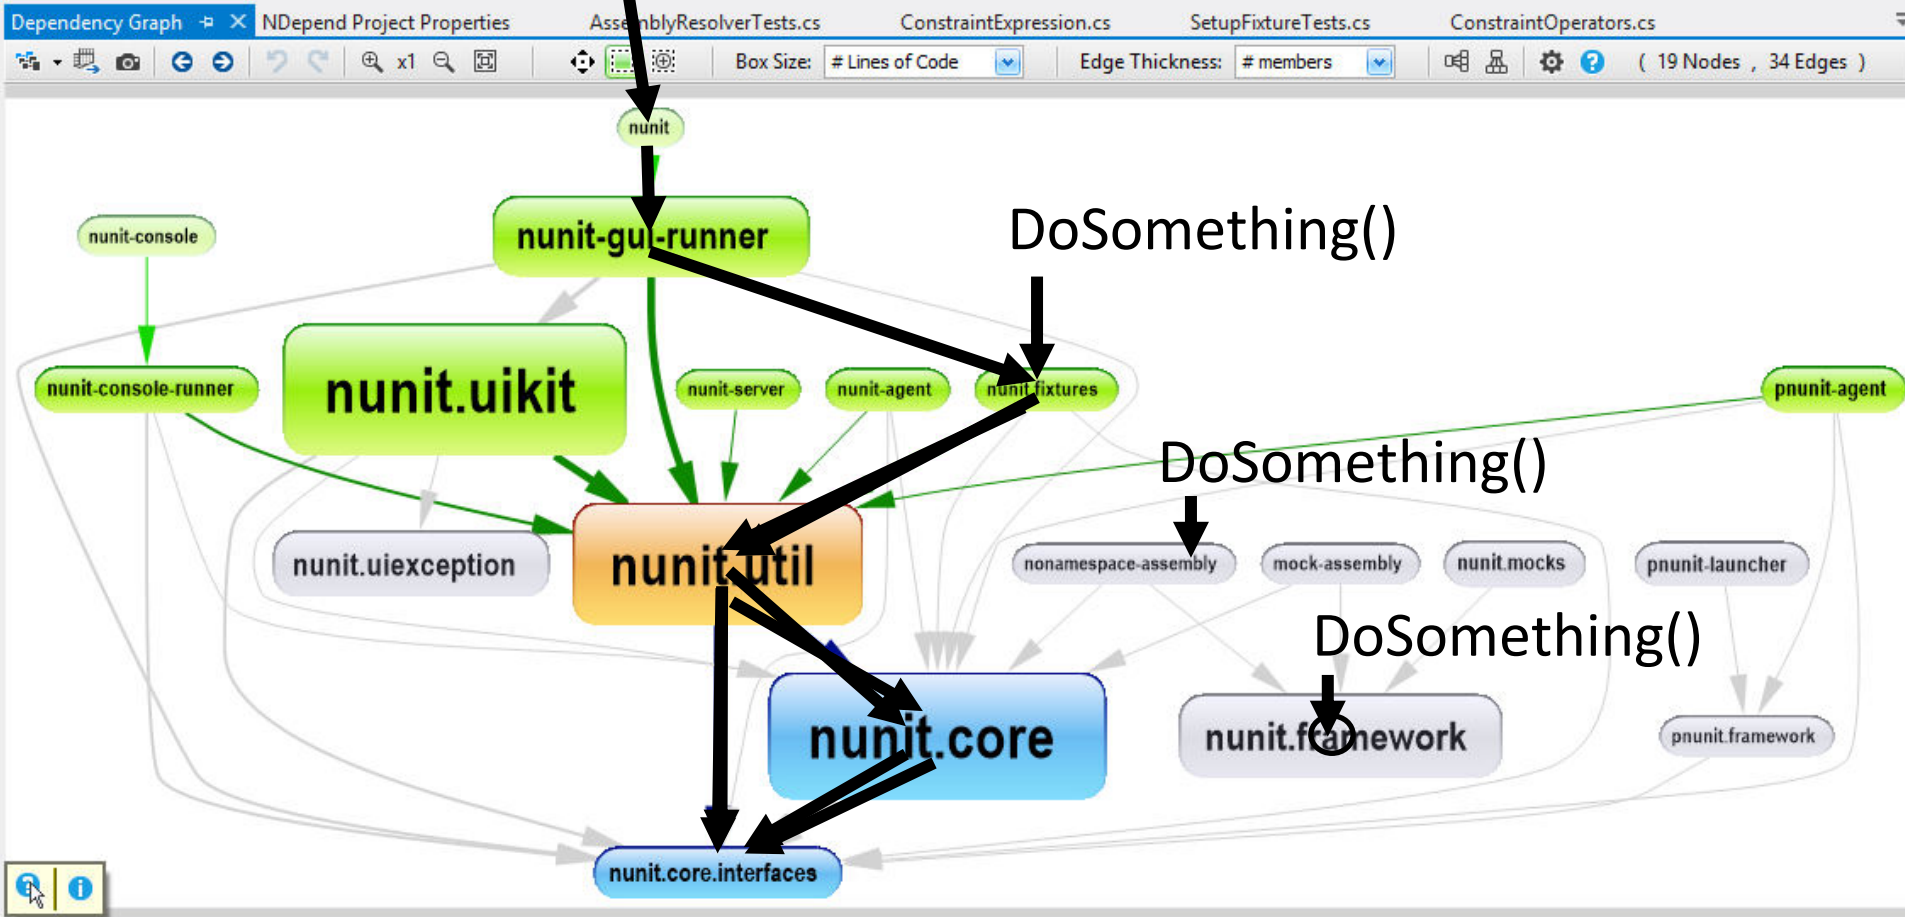 Dependency Graph NDepend Project Properties AssemblyResolverTests.cs ConstraintExpression.cs SetupFixtureTests.cs ConstraintOperators.cs
x1 Box Size: # Lines of Code Edge Thickness: # members ( 19 Nodes , 34 Edges )
nunit
DoSomething()
nunit-console
nunit-gui-runner
nunit-console-runner
nunit.uikit
nunit-server
nunit-agent
nunit.fixtures
pnunit-agent
DoSomething()
nunit.uiexception
nunit.util
nonamespace-assembly
mock-assembly
nunit.mocks
pnunit-launcher
DoSomething()
nunit.core
nunit.framework
pnunit.framework
nunit.core.interfaces